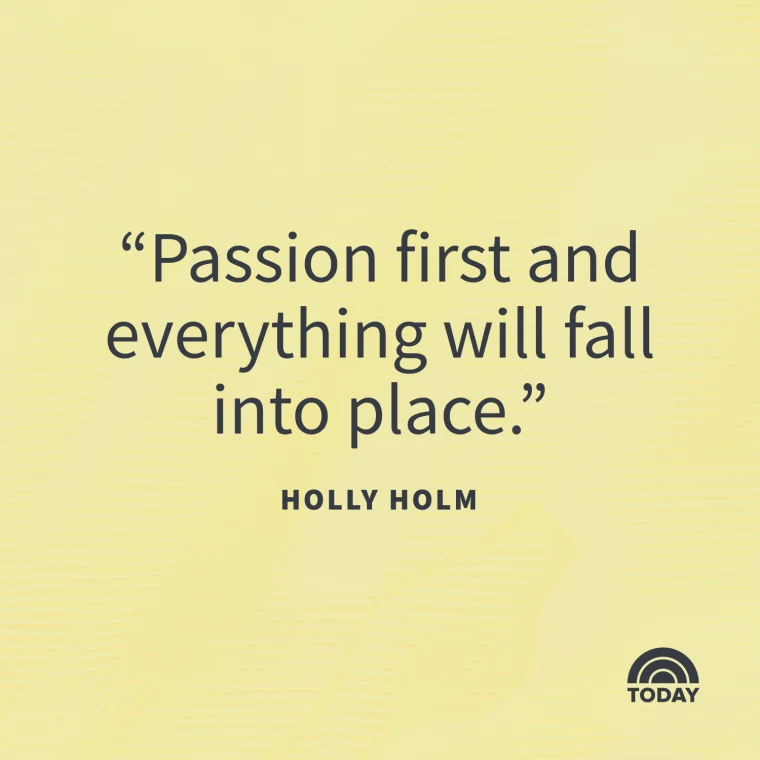 “Passion first and
everything will fall
into place.”
HOLLY HOLM
TODAY